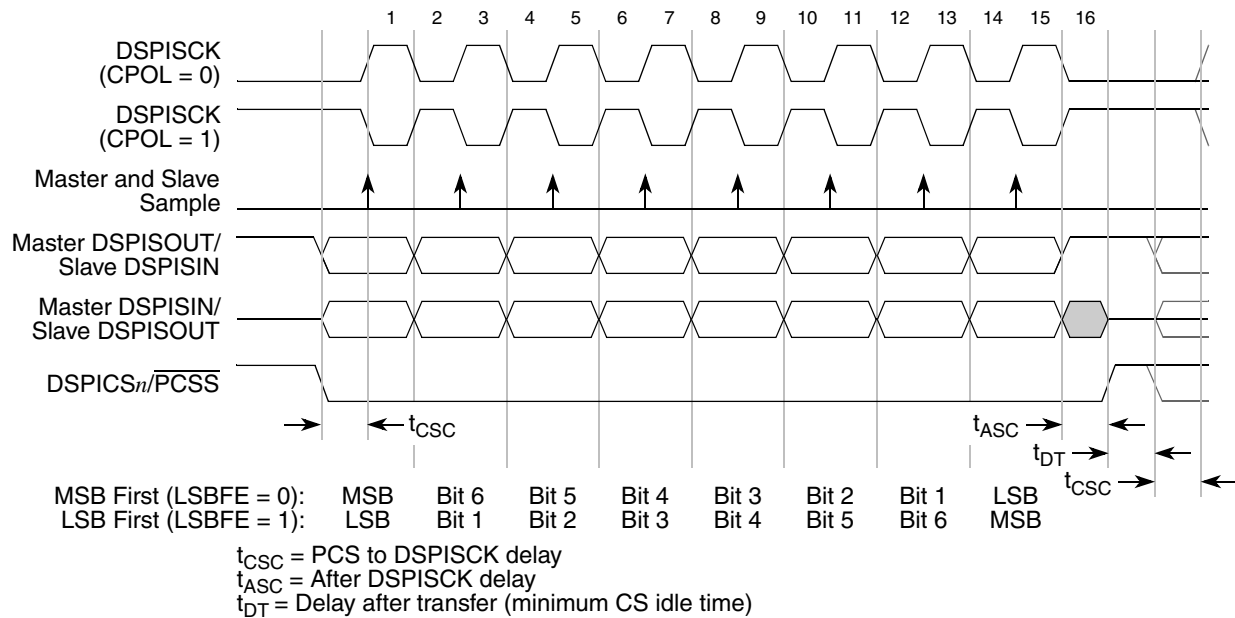 1 2 3 4 5 6 7 8 9 10 11 12 13 14 15 16
DSPISCK
(CPOL = 0)
DSPISCK
(CPOL = 1)
Master and Slave
Sample
Master DSPISOUT/
Slave DSPISIN
Master DSPISIN/
Slave DSPISOUT
DSPICSn/PCSS
tCSC
tASC
tDT
tCSC
MSB First (LSBFE = 0): MSB Bit 6 Bit 5 Bit 4 Bit 3 Bit 2 Bit 1 LSB
LSB First (LSBFE = 1): LSB Bit 1 Bit 2 Bit 3 Bit 4 Bit 5 Bit 6 MSB
tCSC = PCS to DSPISCK delay
tASC = After DSPISCK delay
tDT = Delay after transfer (minimum CS idle time)